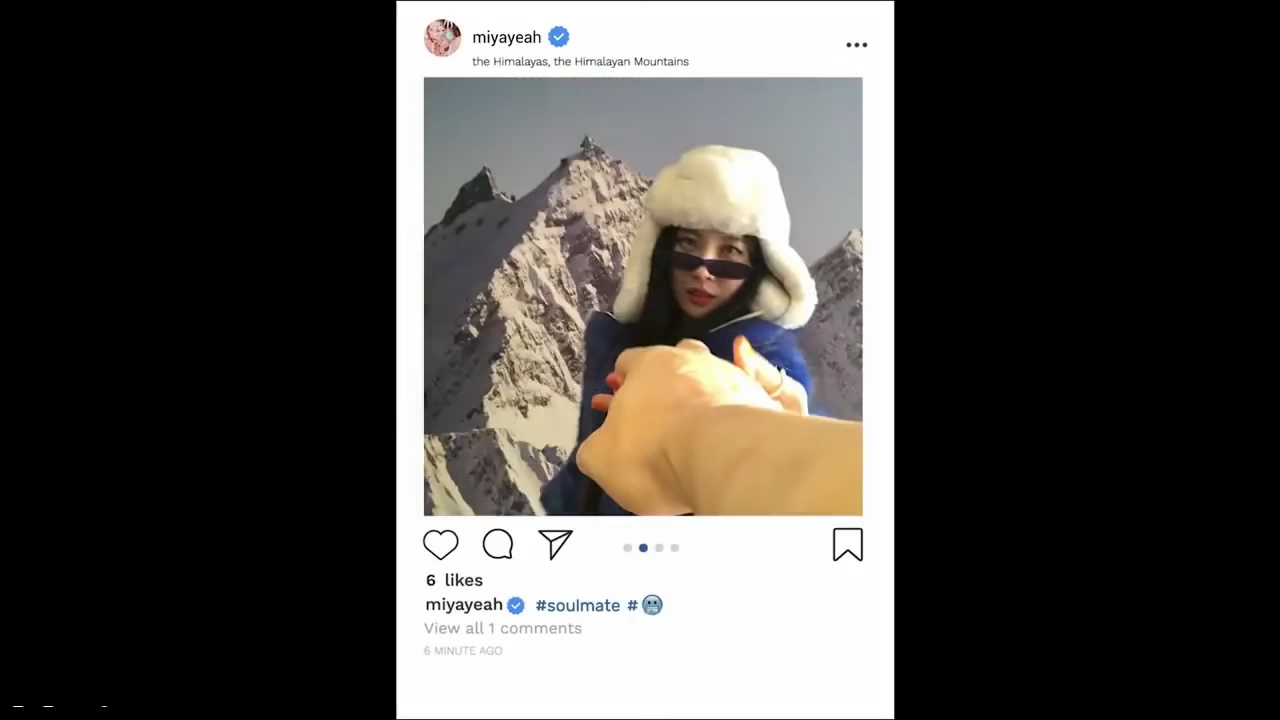 miyayeah
the Himalayas, the Himalayan Mountains
6 likes
miyayeah #soulmate #🥶
View all 1 comments
6 MINUTE AGO